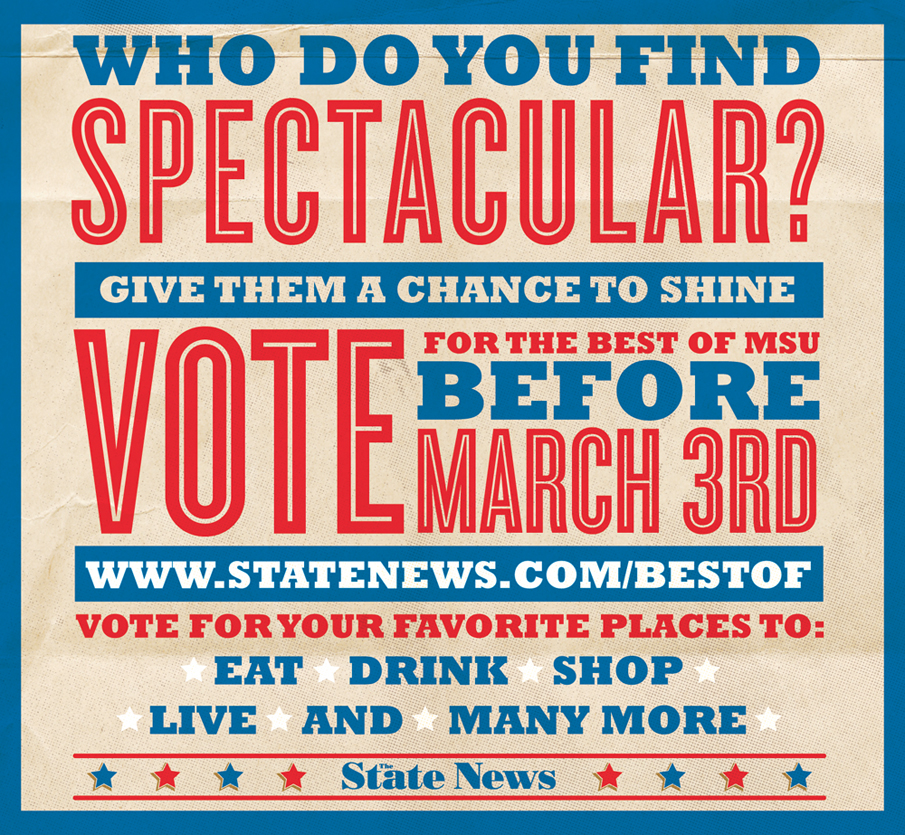 WHO DO YOU FIND
SPECTACULAR?
GIVE THEM A CHANCE TO SHINE
VOTE
FOR THE BEST OF MSU
BEFORE
MARCH 3RD
WWW.STATENEWS.COM/BESTOF
VOTE FOR YOUR FAVORITE PLACES TO:
EAT DRINK SHOP
LIVE AND MANY MORE
The State News